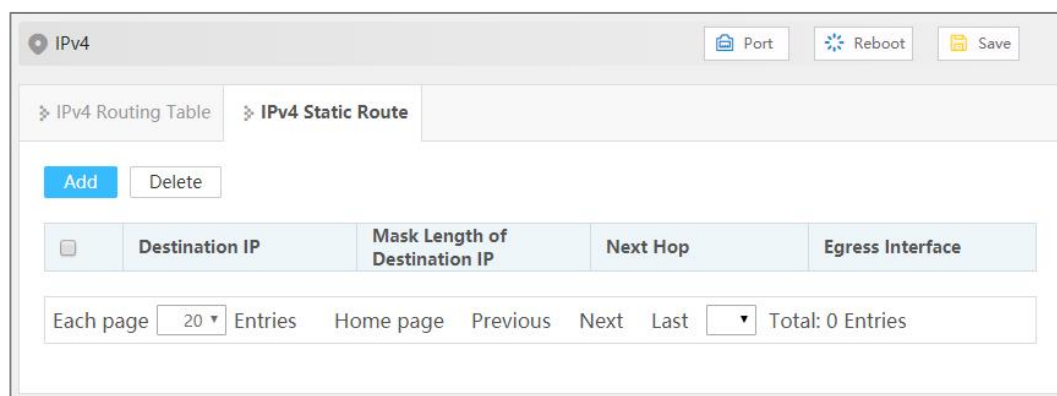 IPv4 Port Reboot Save
IPv4 Routing Table IPv4 Static Route
Add Delete
Destination IP Mask Length of Destination IP Next Hop Egress Interface
Each page 20 Entries Home page Previous Next Last Total: 0 Entries